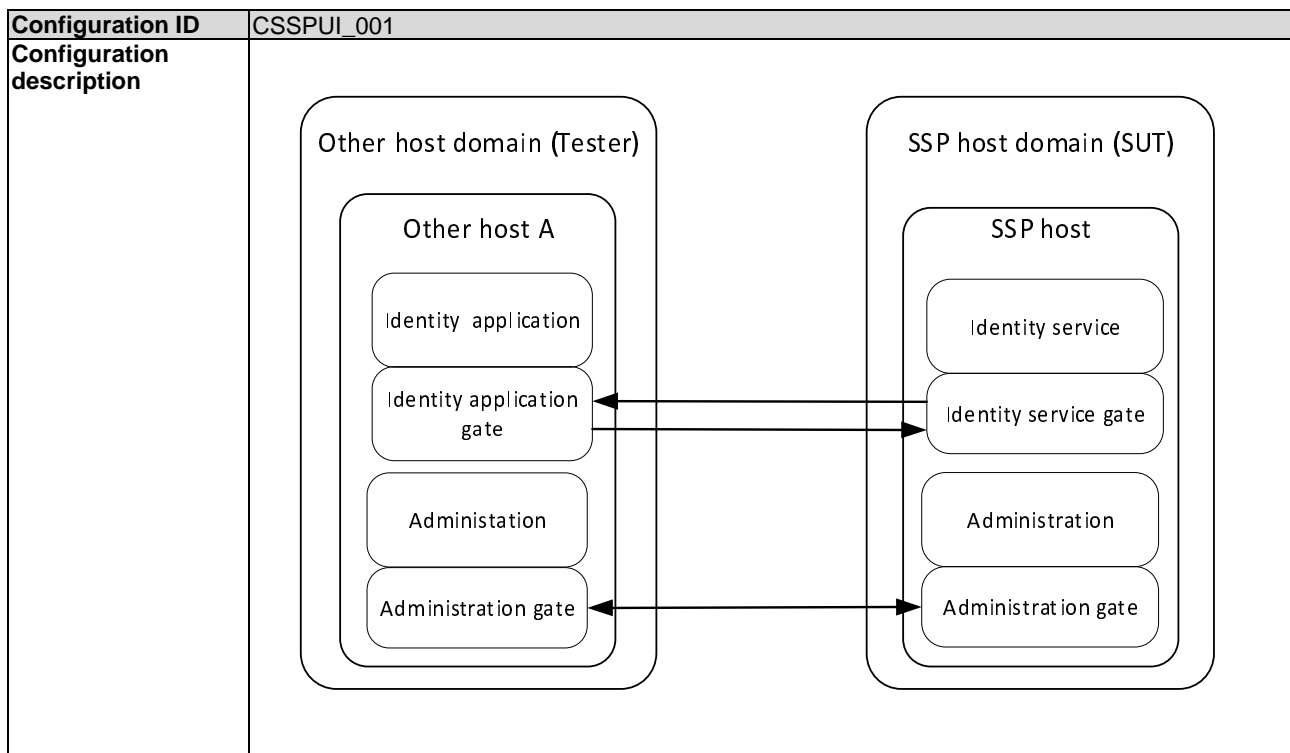 Configuration ID
CSSPUI_001
Configuration
description
Other host domain (Tester)
Other host A
Identity application
Identity application
gate
Administation
Administration gate
SSP host domain (SUT)
SSP host
Identity service
Identity service gate
Administration
Administration gate